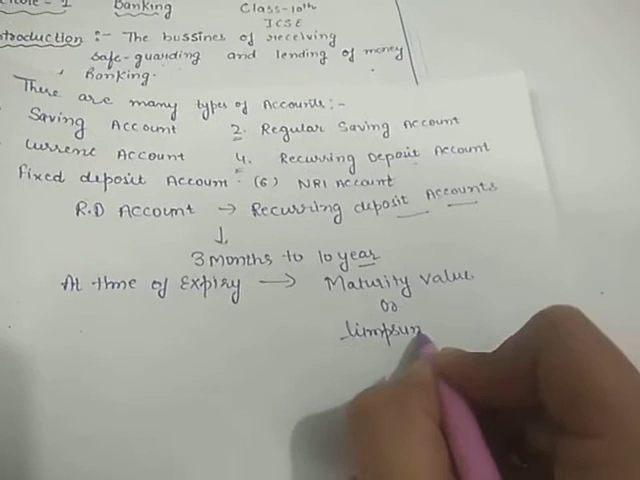 Banking Class-10th
ICSE
troduction :- The bussines of receiving
safe-guarding and lending of money
Banking.
There are many types of Accounts:-
Saving Account 2. Regular Saving Account
Current Account 4. Recurring Deposit Account
fixed deposit Account. (6) NRI Account
R.D Account → Recurring deposit Accounts
↓
3 months to 10 year
At time of Expiry → Maturity value
or
limpsun